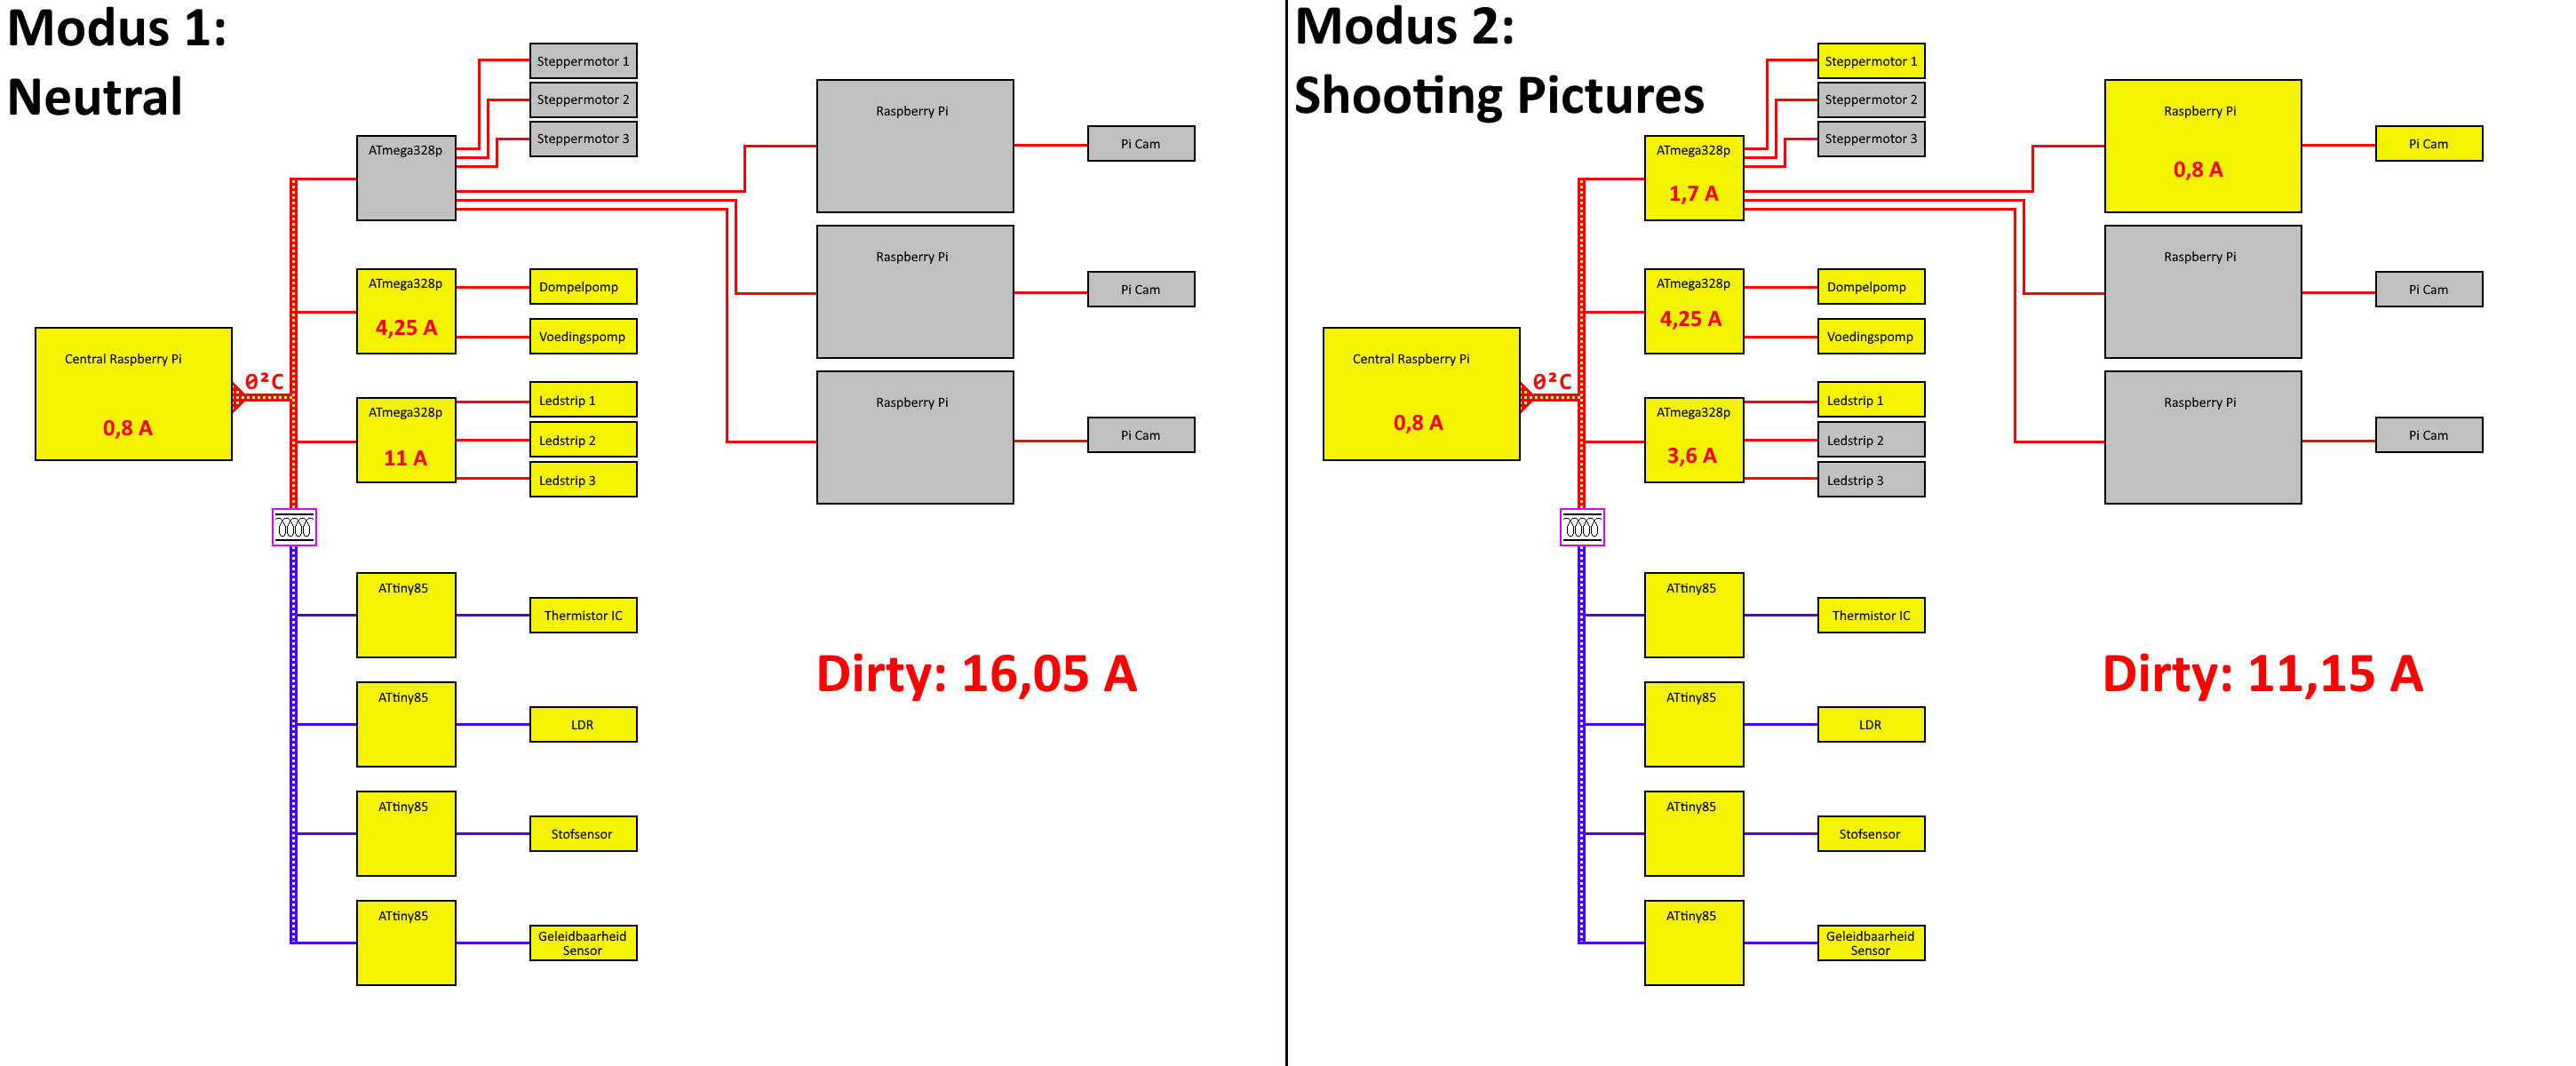 Modus 1:
Neutral
Steppermotor 1
Steppermotor 2
Steppermotor 3
ATmega328p
Raspberry Pi
Pi Cam
Raspberry Pi
Pi Cam
Raspberry Pi
Pi Cam
ATmega328p
4,25 A
Dompelpomp
Voedingspomp
Central Raspberry Pi
0,8 A
0²C
ATmega328p
11 A
Ledstrip 1
Ledstrip 2
Ledstrip 3
ATtiny85
Thermistor IC
ATtiny85
LDR
ATtiny85
Stofsensor
ATtiny85
Geleidbaarheid
Sensor
Dirty: 16,05 A
Modus 2:
Shooting Pictures
Steppermotor 1
Steppermotor 2
Steppermotor 3
ATmega328p
1,7 A
Raspberry Pi
0,8 A
Pi Cam
Raspberry Pi
Pi Cam
Raspberry Pi
Pi Cam
ATmega328p
4,25 A
Dompelpomp
Voedingspomp
Central Raspberry Pi
0,8 A
0²C
ATmega328p
3,6 A
Ledstrip 1
Ledstrip 2
Ledstrip 3
ATtiny85
Thermistor IC
ATtiny85
LDR
ATtiny85
Stofsensor
ATtiny85
Geleidbaarheid
Sensor
Dirty: 11,15 A